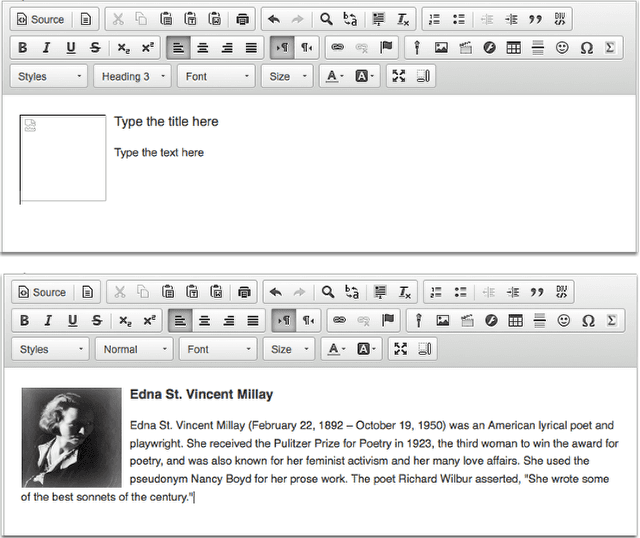 Source
B I U S x₂ x²
Styles Heading 3 Font Size A A
Type the title here
Type the text here
Source
B I U S x₂ x²
Styles Normal Font Size A A
Edna St. Vincent Millay
Edna St. Vincent Millay (February 22, 1892 – October 19, 1950) was an American lyrical poet and
playwright. She received the Pulitzer Prize for Poetry in 1923, the third woman to win the award for
poetry, and was also known for her feminist activism and her many love affairs. She used the
pseudonym Nancy Boyd for her prose work. The poet Richard Wilbur asserted, "She wrote some
of the best sonnets of the century."